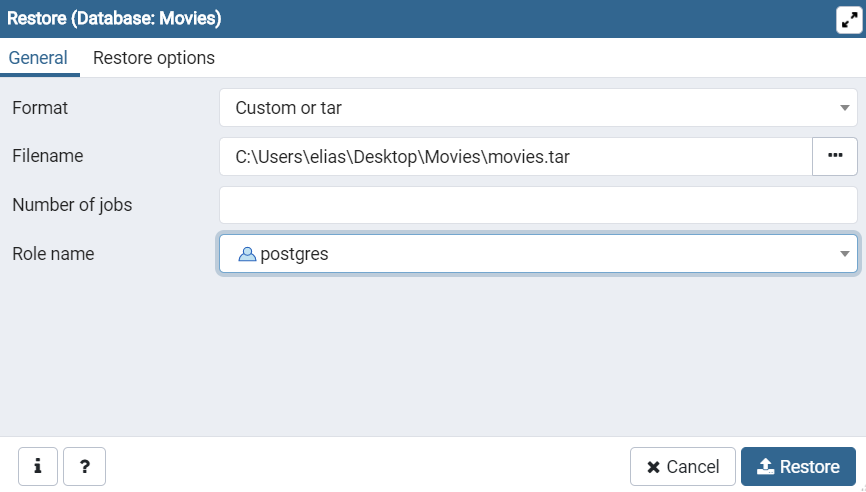 Restore (Database: Movies)
General Restore options
Format Custom or tar
Filename C:\Users\elias\Desktop\Movies\movies.tar ...
Number of jobs
Role name postgres
i ? Cancel Restore